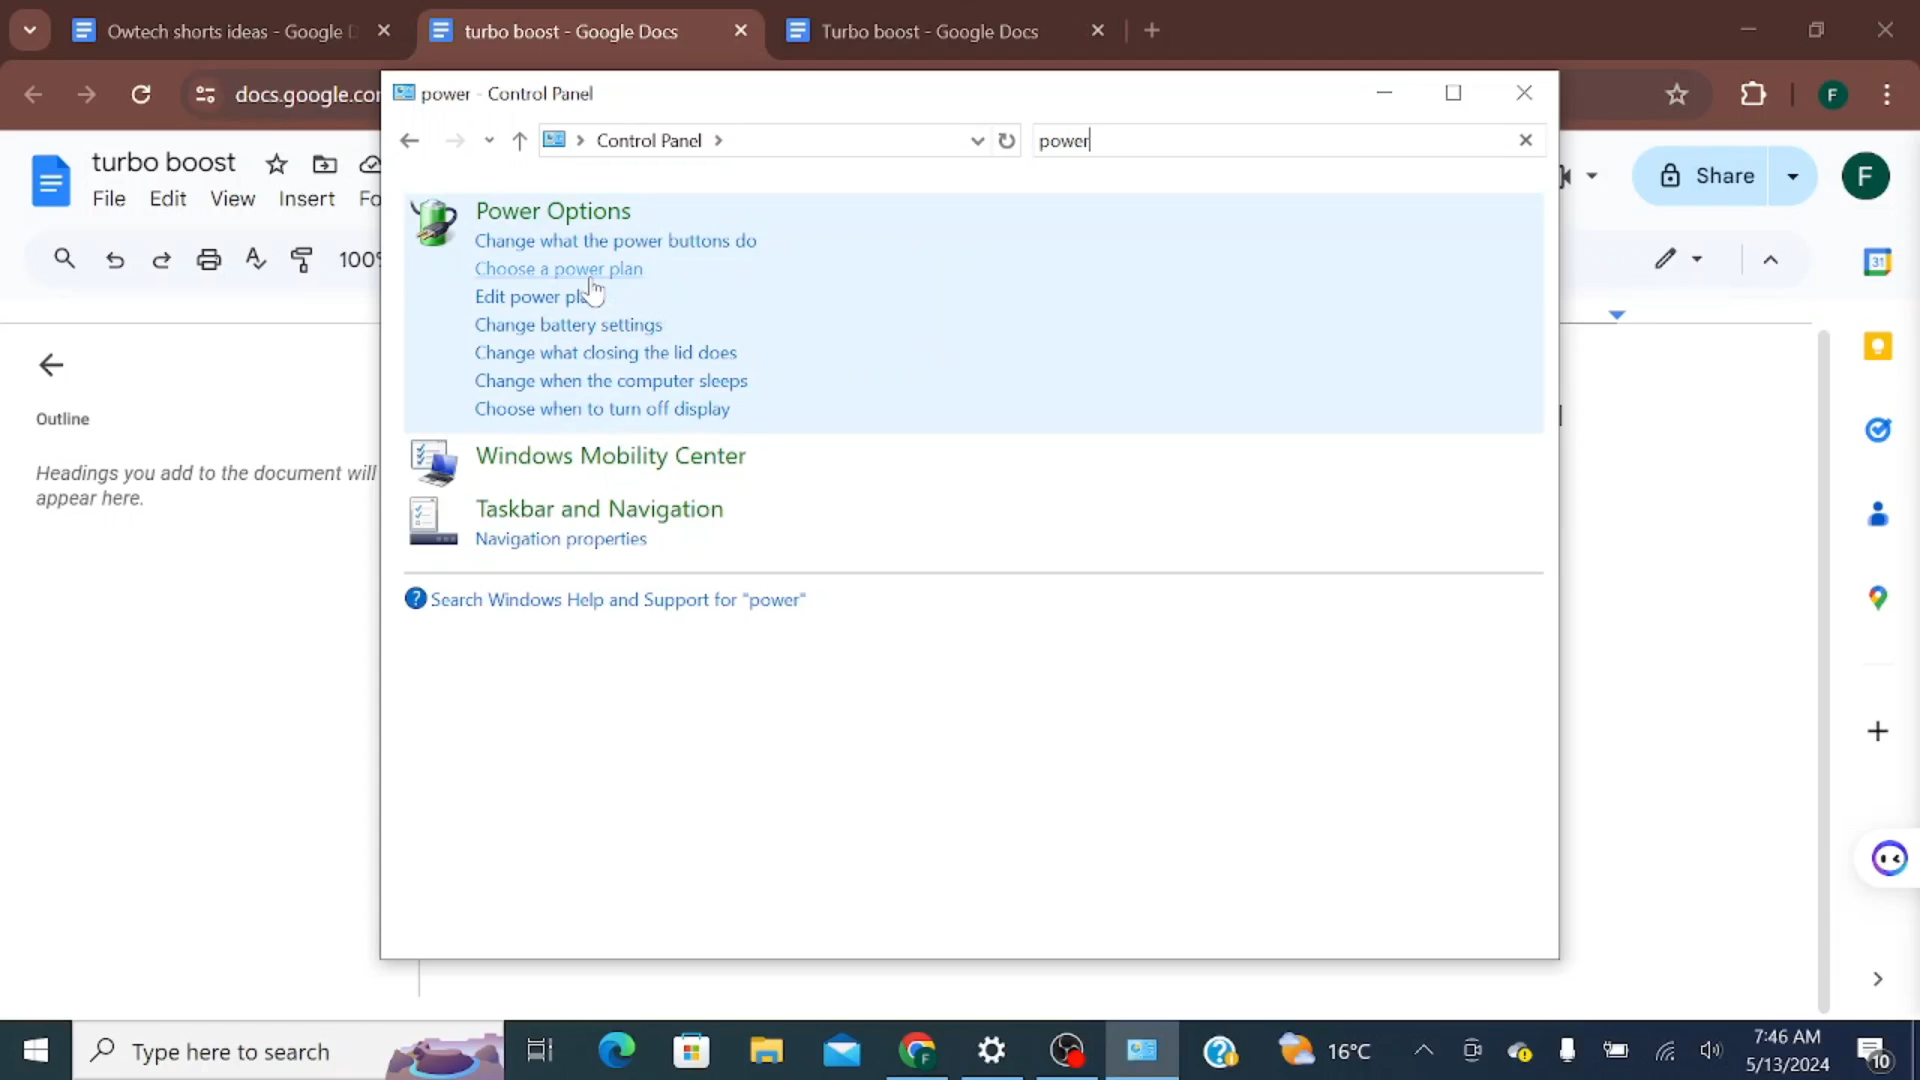 Owtech shorts ideas - Google D
turbo boost - Google Docs
Turbo boost - Google Docs
docs.google.cor
F
power - Control Panel
Control Panel
power
turbo boost
File Edit View Insert Fo
Share
F
100%
31
Power Options
Change what the power buttons do
Choose a power plan
Edit power pla
Change battery settings
Change what closing the lid does
Change when the computer sleeps
Choose when to turn off display
Windows Mobility Center
Taskbar and Navigation
Navigation properties
Search Windows Help and Support for "power"
Outline
Headings you add to the document will
appear here.
Type here to search
F
16°C
7:46 AM
5/13/2024
10